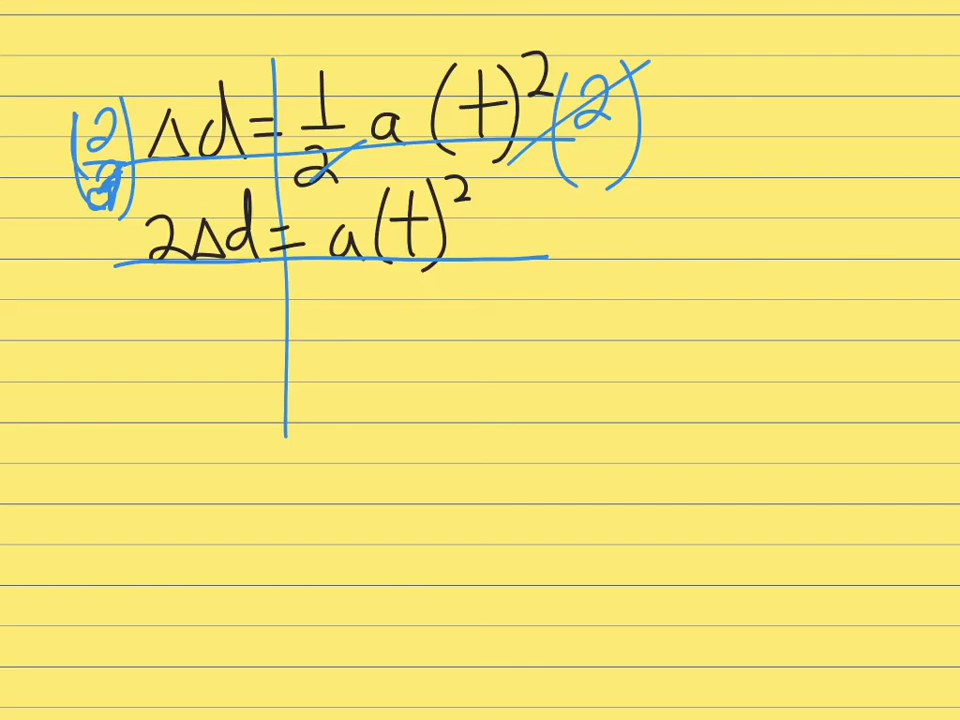 (2) Δd = 1/2 a (t)² (2)
2Δd = a(t)²